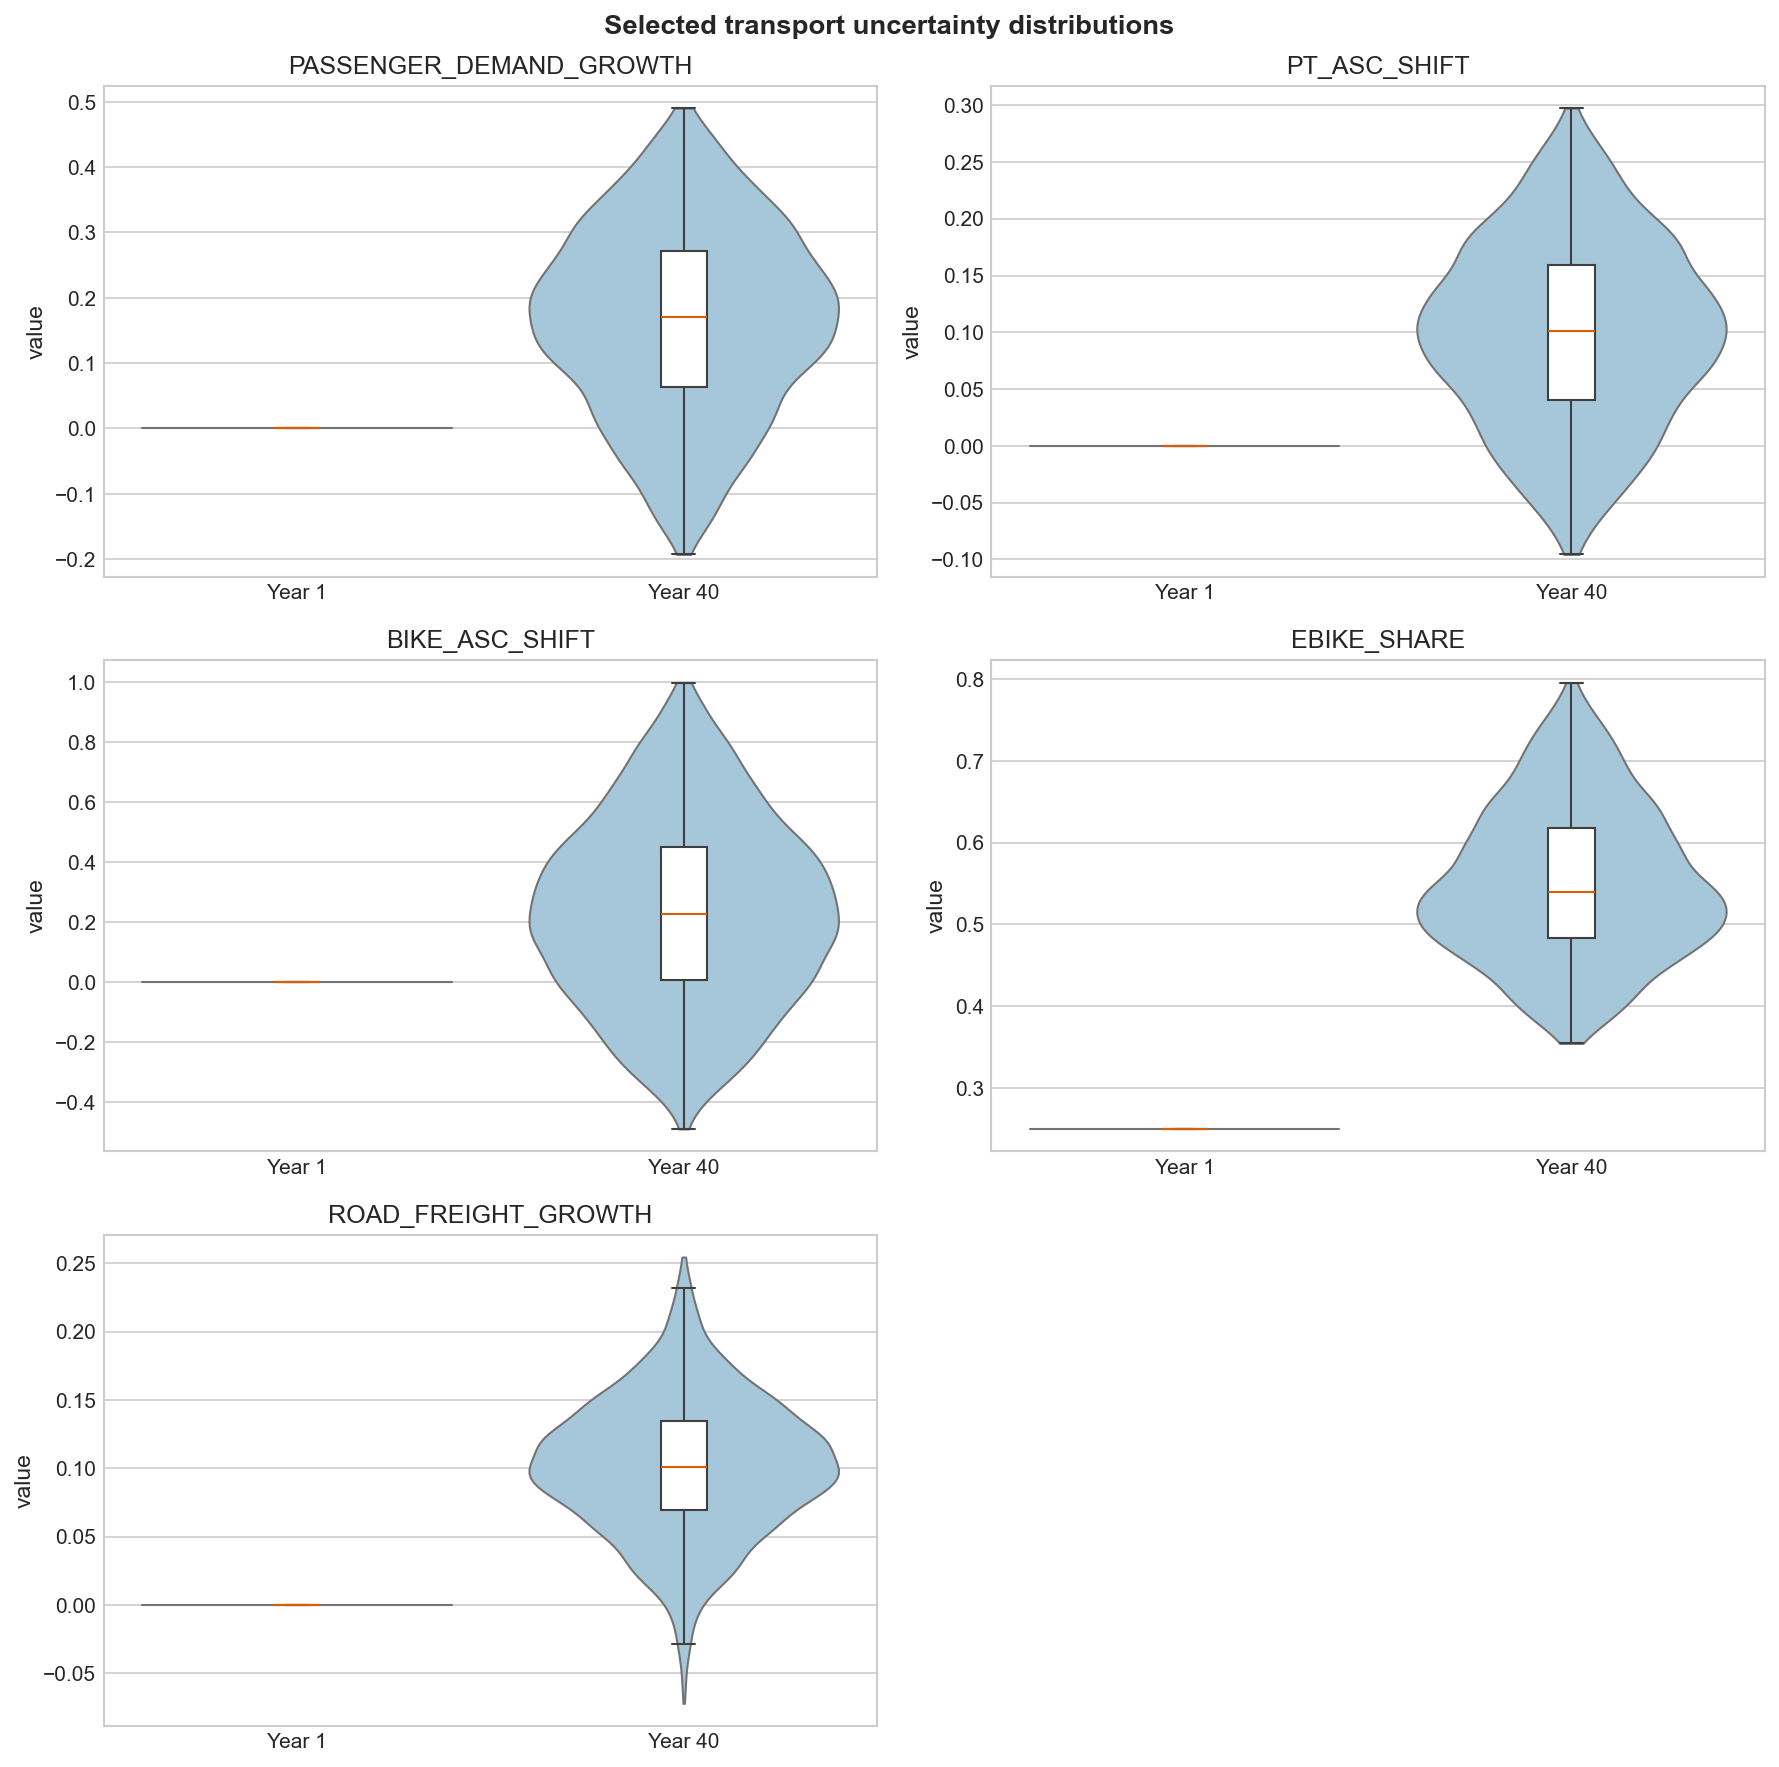 Selected transport uncertainty distributions
PASSENGER_DEMAND_GROWTH
value
0.5
0.4
0.3
0.2
0.1
0.0
−0.1
−0.2
Year 1
Year 40
PT_ASC_SHIFT
value
0.30
0.25
0.20
0.15
0.10
0.05
0.00
−0.05
−0.10
Year 1
Year 40
BIKE_ASC_SHIFT
value
1.0
0.8
0.6
0.4
0.2
0.0
−0.2
−0.4
Year 1
Year 40
EBIKE_SHARE
value
0.8
0.7
0.6
0.5
0.4
0.3
Year 1
Year 40
ROAD_FREIGHT_GROWTH
value
0.25
0.20
0.15
0.10
0.05
0.00
−0.05
Year 1
Year 40